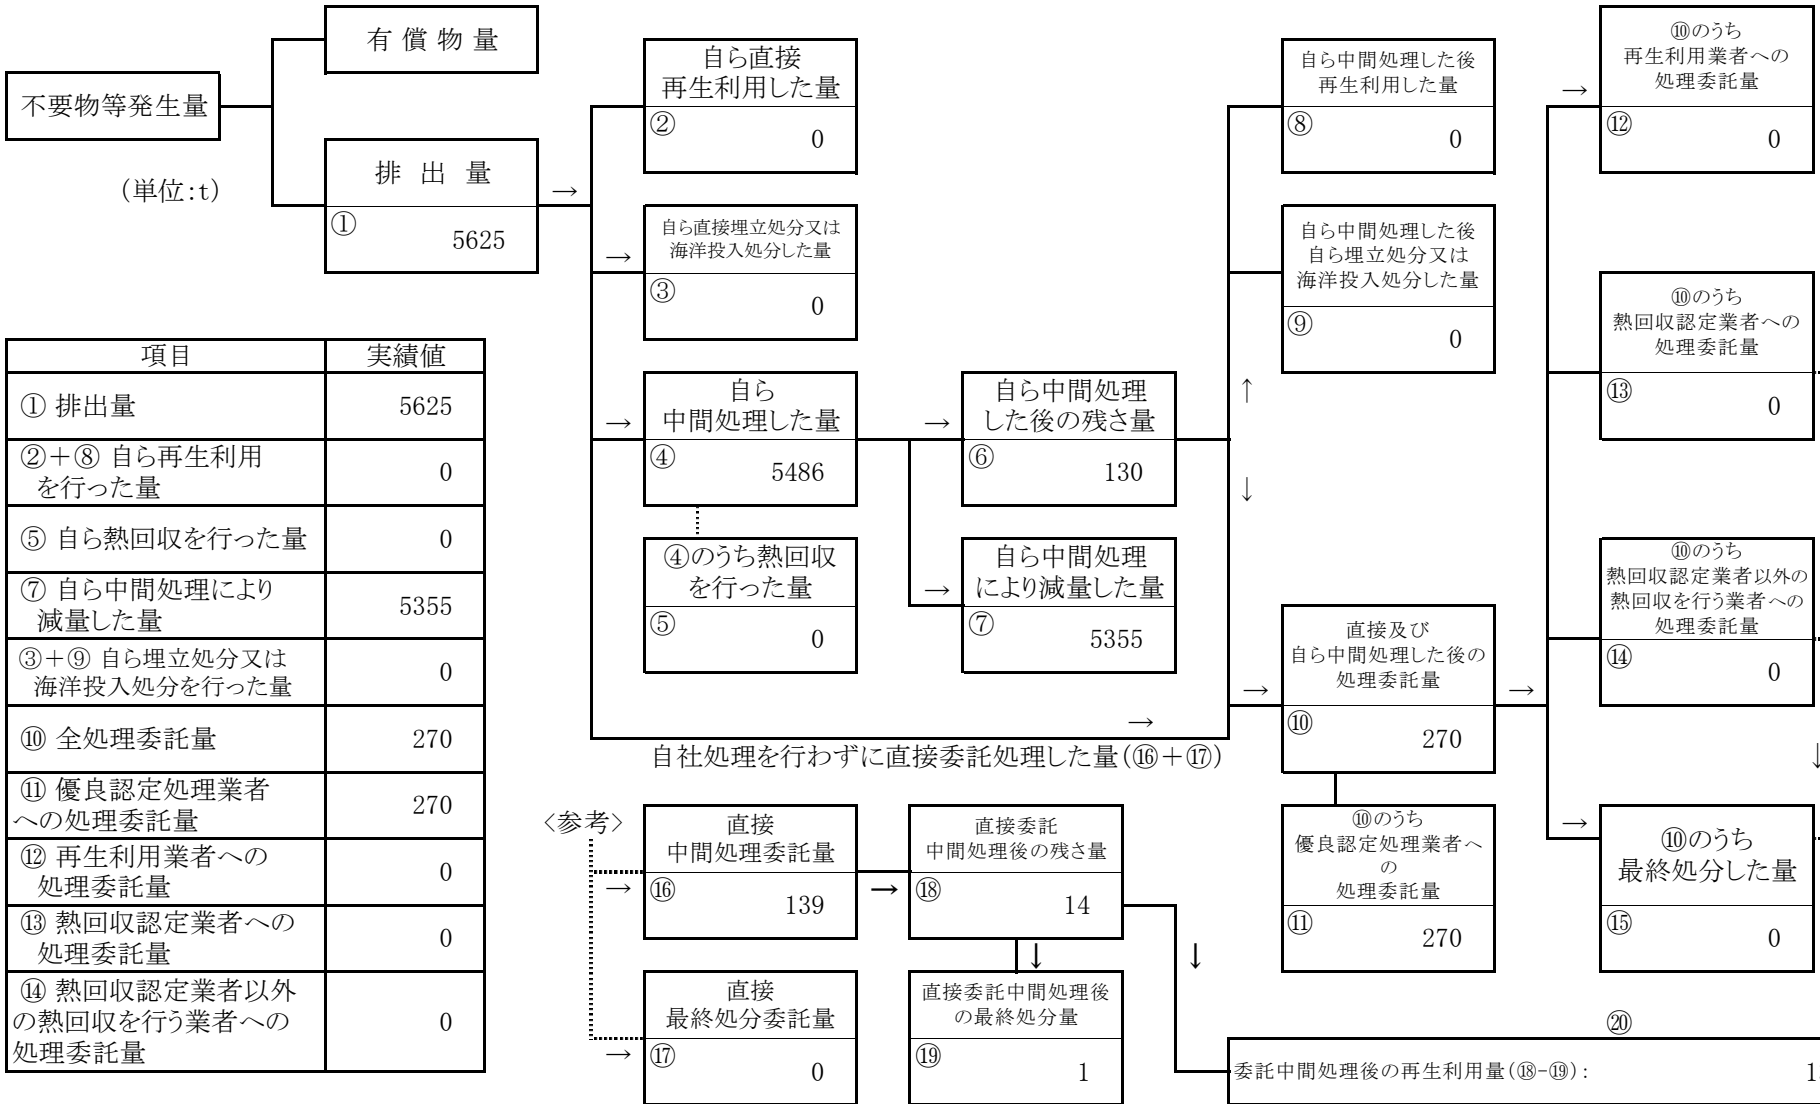 不要物等発生量
(単位:t)
有 償 物 量
排 出 量
①
5625
→
自ら直接
再生利用した量
②
0
→
自ら直接埋立処分又は
海洋投入処分した量
③
0
→
自ら
中間処理した量
④
5486
④のうち熱回収
を行った量
⑤
0
→
自ら中間処理
した後の残さ量
⑥
130
→
自ら中間処理
により減量した量
⑦
5355
→
自社処理を行わずに直接委託処理した量(⑯+⑰)
自ら中間処理した後
再生利用した量
⑧
0
自ら中間処理した後
自ら埋立処分又は
海洋投入処分した量
⑨
0
↑
↓
→
直接及び
自ら中間処理した後の
処理委託量
⑩
270
⑩のうち
優良認定処理業者へ
の
処理委託量
⑪
270
→
→
⑩のうち
再生利用業者への
処理委託量
⑫
0
⑩のうち
熱回収認定業者への
処理委託量
⑬
0
⑩のうち
熱回収認定業者以外の
熱回収を行う業者への
処理委託量
⑭
0
↓
→
⑩のうち
最終処分した量
⑮
0
項目 実績値
① 排出量 5625
②+⑧ 自ら再生利用
を行った量 0
⑤ 自ら熱回収を行った量 0
⑦ 自ら中間処理により
減量した量 5355
③+⑨ 自ら埋立処分又は
海洋投入処分を行った量 0
⑩ 全処理委託量 270
⑪ 優良認定処理業者
への処理委託量 270
⑫ 再生利用業者への
処理委託量 0
⑬ 熱回収認定業者への
処理委託量 0
⑭ 熱回収認定業者以外
の熱回収を行う業者への
処理委託量 0
〈参考〉
→
直接
中間処理委託量
⑯
139
→
直接委託
中間処理後の残さ量
⑱
14
↓
↓
→
直接
最終処分委託量
⑰
0
直接委託中間処理後
の最終処分量
⑲
1
⑳
委託中間処理後の再生利用量(⑱-⑲):